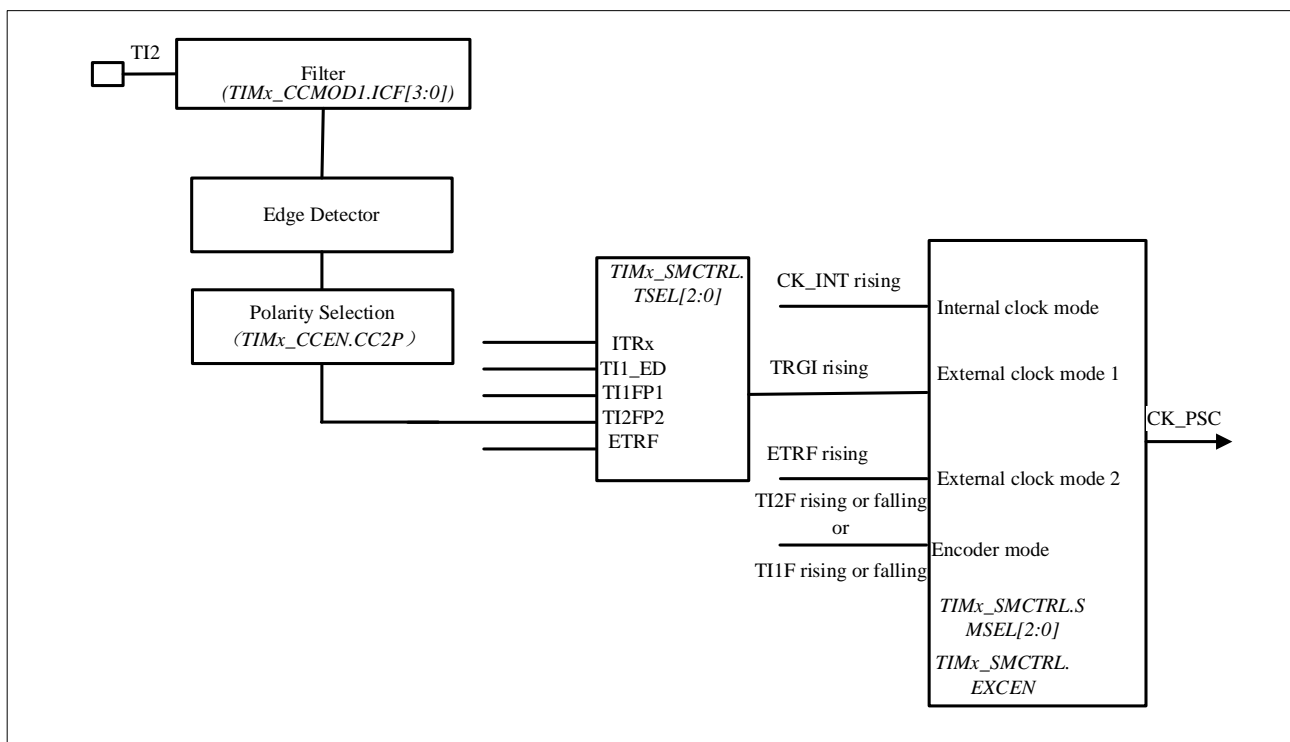 TI2
Filter
(TIMx_CCMOD1.ICF[3:0])
Edge Detector
Polarity Selection
（TIMx_CCEN.CC2P）
TIMx_SMCTRL.
TSEL[2:0]
ITRx
TI1_ED
TI1FP1
TI2FP2
ETRF
CK_INT rising
TRGI rising
ETRF rising
TI2F rising or falling
or
TI1F rising or falling
Internal clock mode
External clock mode 1
External clock mode 2
Encoder mode
TIMx_SMCTRL.S
MSEL[2:0]
TIMx_SMCTRL.
EXCEN
CK_PSC